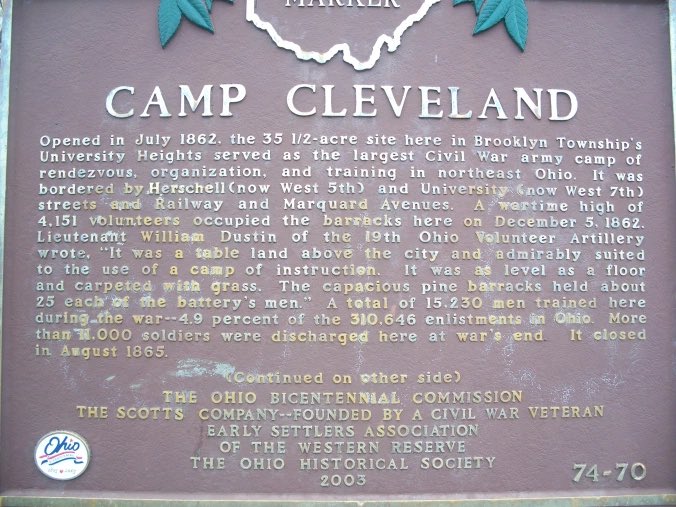 MARKER
CAMP CLEVELAND
Opened in July 1862, the 35 1/2-acre site here in Brooklyn Township's
University Heights served as the largest Civil War army camp of
rendezvous, organization, and training in northeast Ohio. It was
bordered by Herschell (now West 5th) and University (now West 7th)
streets and Railway and Marquard Avenues. A wartime high of
4,151 volunteers occupied the barracks here on December 5, 1862.
Lieutenant William Dustin of the 19th Ohio Volunteer Artillery
wrote, "It was a table land above the city and admirably suited
to the use of a camp of instruction. It was as level as a floor
and carpeted with grass. The capacious pine barracks held about
25 each of the battery's men." A total of 15,230 men trained here
during the war--4.9 percent of the 310,646 enlistments in Ohio. More
than 11,000 soldiers were discharged here at war's end. It closed
in August 1865.
(Continued on other side)
THE OHIO BICENTENNIAL COMMISSION
THE SCOTTS COMPANY--FOUNDED BY A CIVIL WAR VETERAN
EARLY SETTLERS ASSOCIATION
OF THE WESTERN RESERVE
THE OHIO HISTORICAL SOCIETY
2003
74-70
Ohio